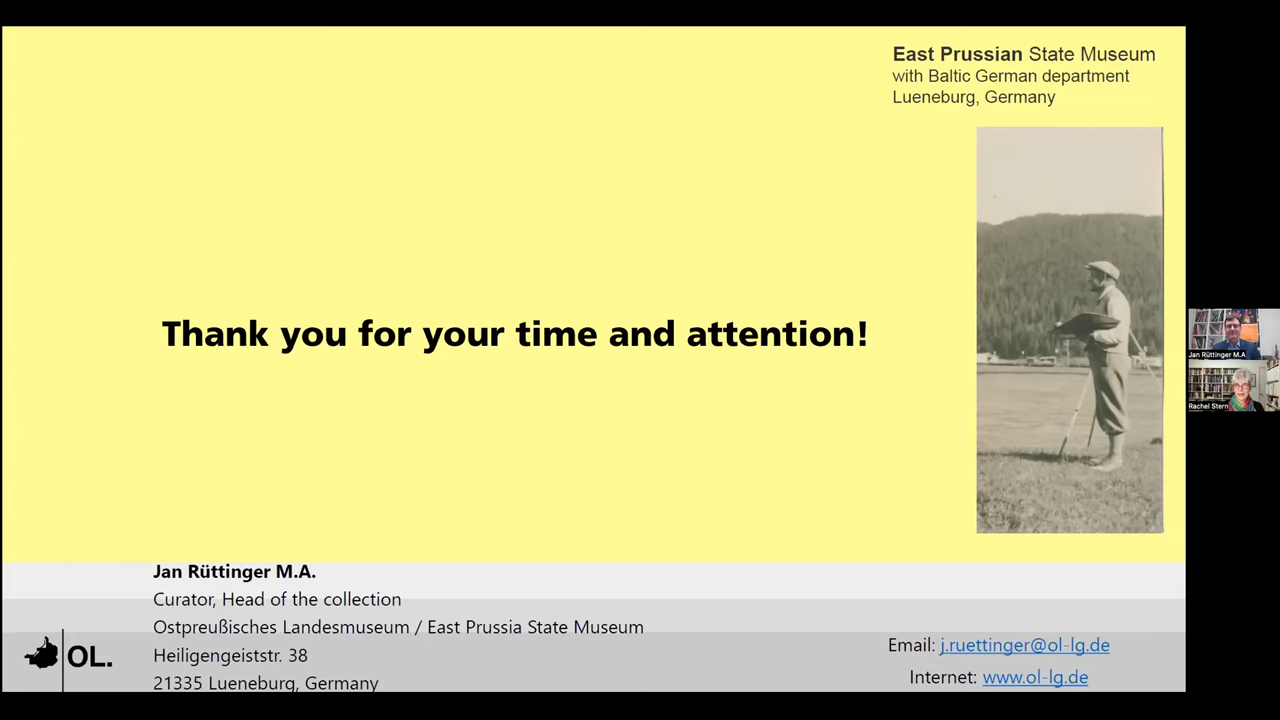 East Prussian State Museum
with Baltic German department
Lueneburg, Germany
Thank you for your time and attention!
Jan Rüttinger M.A
Rachel Stern
Jan Rüttinger M.A.
Curator, Head of the collection
Ostpreußisches Landesmuseum / East Prussia State Museum
Heiligengeiststr. 38
21335 Lueneburg, Germany
OL.
Email: j.ruettinger@ol-lg.de
Internet: www.ol-lg.de